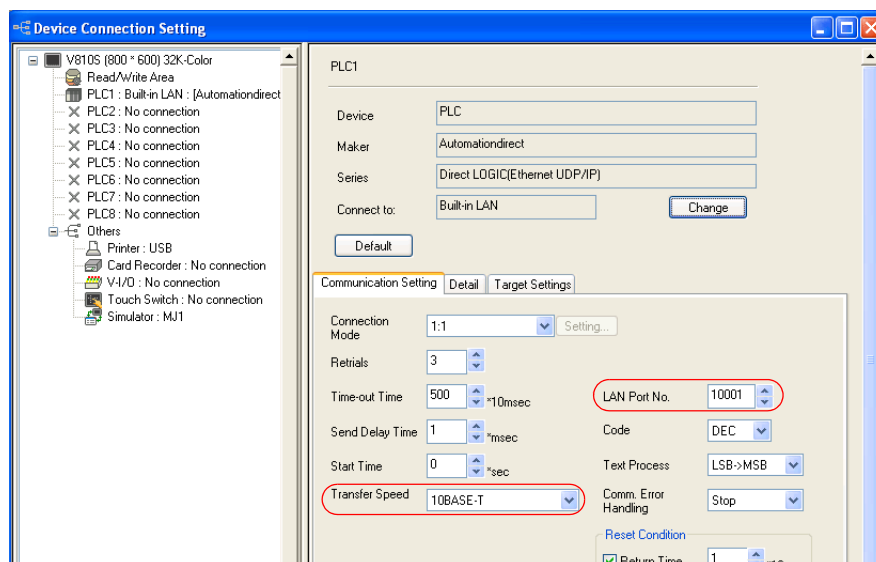 Device Connection Setting
V810S (800 * 600) 32K-Color
Read/Write Area
PLC1 : Built-in LAN : [Automationdirect
PLC2 : No connection
PLC3 : No connection
PLC4 : No connection
PLC5 : No connection
PLC6 : No connection
PLC7 : No connection
PLC8 : No connection
Others
Printer : USB
Card Recorder : No connection
V-I/O : No connection
Touch Switch : No connection
Simulator : MJ1
PLC1
Device PLC
Maker Automationdirect
Series Direct LOGIC(Ethernet UDP/IP)
Connect to: Built-in LAN Change
Default
Communication Setting Detail Target Settings
Connection Mode 1:1 Setting...
Retrials 3
Time-out Time 500 *10msec LAN Port No. 10001
Send Delay Time 1 *msec Code DEC
Start Time 0 *sec Text Process LSB->MSB
Transfer Speed 10BASE-T Comm. Error Handling Stop
Reset Condition
Return Time 1 *10